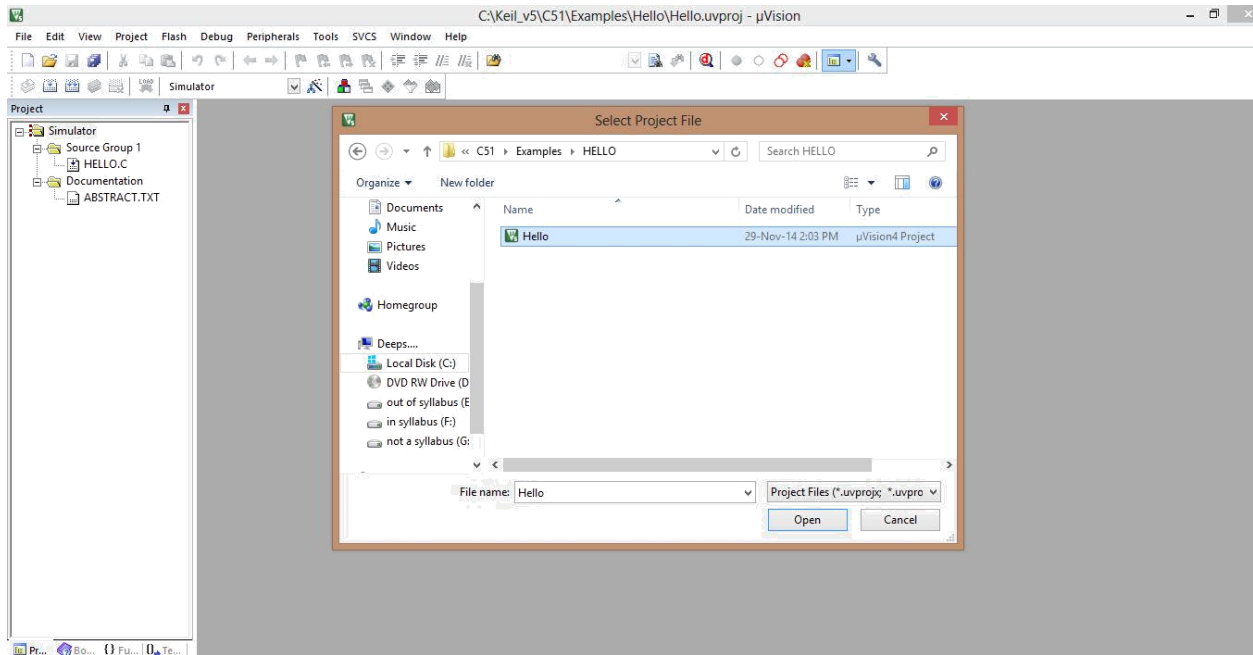 C:\Keil_v5\C51\Examples\Hello\Hello.uvproj - µVision
File Edit View Project Flash Debug Peripherals Tools SVCS Window Help
Simulator
Project
Simulator
Source Group 1
HELLO.C
Documentation
ABSTRACT.TXT
Select Project File
« C51 Examples HELLO
Search HELLO
Organize New folder
Documents
Music
Pictures
Videos
Homegroup
Deeps....
Local Disk (C:)
DVD RW Drive (D
out of syllabus (E
in syllabus (F:)
not a syllabus (G:
Name Date modified Type
Hello 29-Nov-14 2:03 PM µVision4 Project
File name: Hello
Project Files (*.uvprojx; *.uvpro
Open Cancel
Pr... Bo... {} Fu... 0 Te...